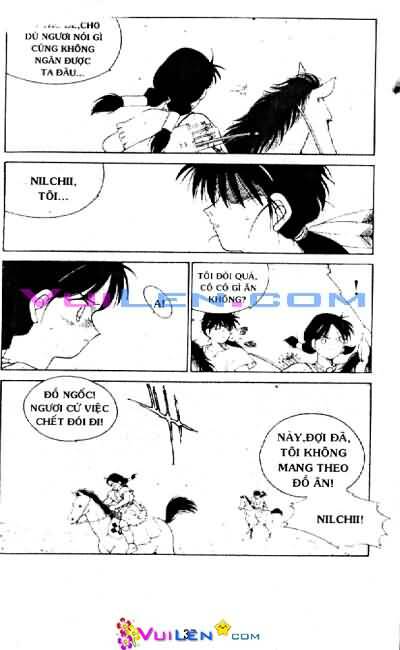 CHO
DÙ NGƯƠI NÓI GÌ
CŨNG KHÔNG
NGĂN ĐƯỢC
TA ĐÂU...
NILCHII,
TÔI...
A!
TÔI ĐÓI QUÁ,
CÔ CÓ GÌ ĂN
KHÔNG?
!
VUILEN.COM
ĐỒ NGỐC!
NGƯƠI CỨ VIỆC
CHẾT ĐÓI ĐI!
NÀY,ĐỢI ĐÃ,
TÔI KHÔNG
MANG THEO
ĐỒ ĂN!
NILCHII!
VUILEN.COM